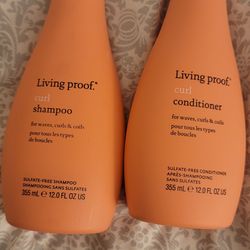 Living proof.®
curl
shampoo
for waves, curls & coils
pour tous les types
de boucles
SULFATE-FREE SHAMPOO
SHAMPOOING SANS SULFATES
355 mL ℮ 12.0 FL OZ US
Living proof.®
curl
conditioner
for waves, curls & coils
pour tous les types
de boucles
SULFATE-FREE CONDITIONER
APRÈS-SHAMPOOING
SANS SULFATES
355 mL ℮ 12.0 FL OZ US